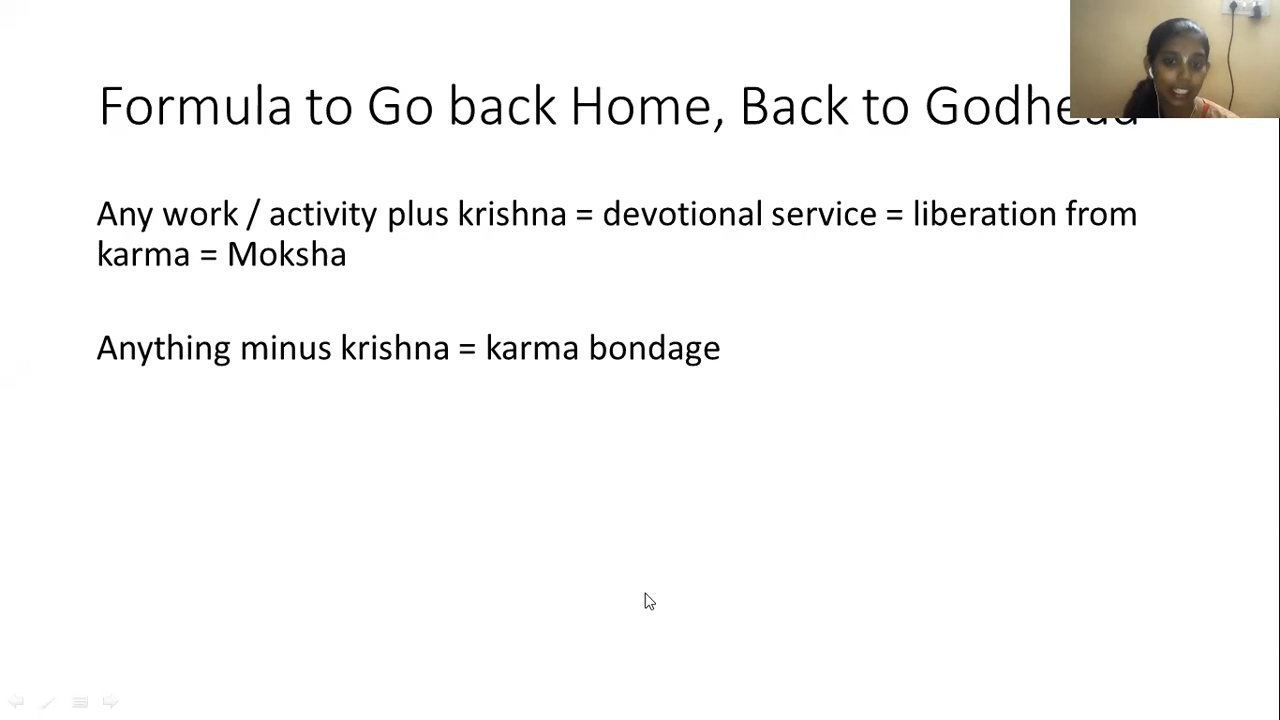 Formula to Go back Home, Back to Godhead
Any work / activity plus krishna = devotional service = liberation from
karma = Moksha
Anything minus krishna = karma bondage